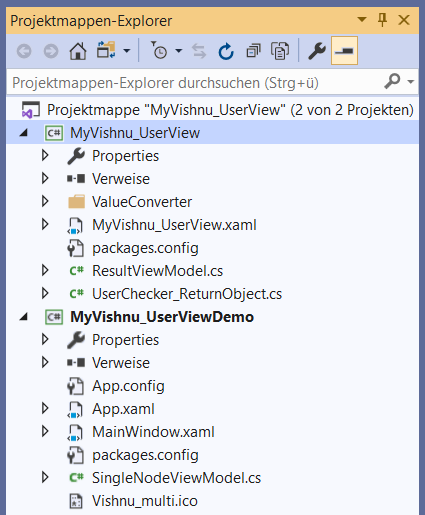 Projektmappen-Explorer
Projektmappen-Explorer durchsuchen (Strg+ü)
Projektmappe "MyVishnu_UserView" (2 von 2 Projekten)
C# MyVishnu_UserView
Properties
Verweise
ValueConverter
MyVishnu_UserView.xaml
packages.config
C# ResultViewModel.cs
C# UserChecker_ReturnObject.cs
C# MyVishnu_UserViewDemo
Properties
Verweise
App.config
App.xaml
MainWindow.xaml
packages.config
C# SingleNodeViewModel.cs
Vishnu_multi.ico